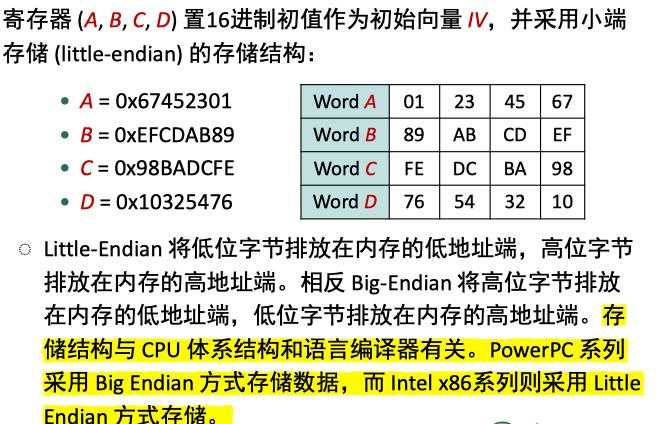 寄存器 (A, B, C, D) 置16进制初值作为初始向量 IV，并采用小端
存储 (little-endian) 的存储结构：
• A = 0x67452301
• B = 0xEFCDAB89
• C = 0x98BADCFE
• D = 0x10325476
Word A 01 23 45 67
Word B 89 AB CD EF
Word C FE DC BA 98
Word D 76 54 32 10
○ Little-Endian 将低位字节排放在内存的低地址端，高位字节
排放在内存的高地址端。相反 Big-Endian 将高位字节排放
在内存的低地址端，低位字节排放在内存的高地址端。存
储结构与 CPU 体系结构和语言编译器有关。PowerPC 系列
采用 Big Endian 方式存储数据，而 Intel x86系列则采用 Little
Endian 方式存储。